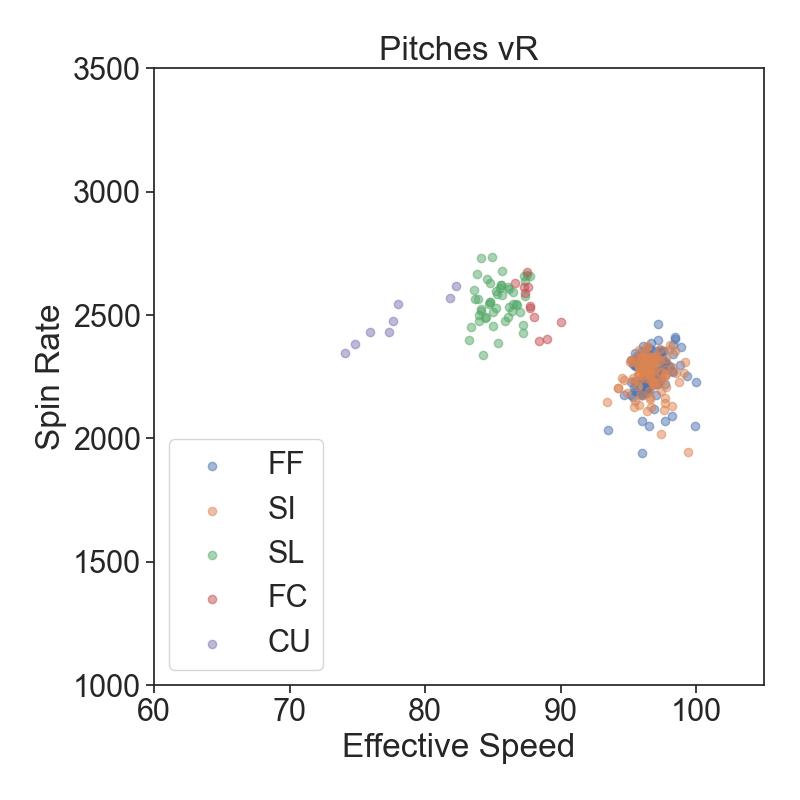 Pitches vR
3500
3000
2500
2000
1500
1000
Spin Rate
FF
SI
SL
FC
CU
60 70 80 90 100
Effective Speed